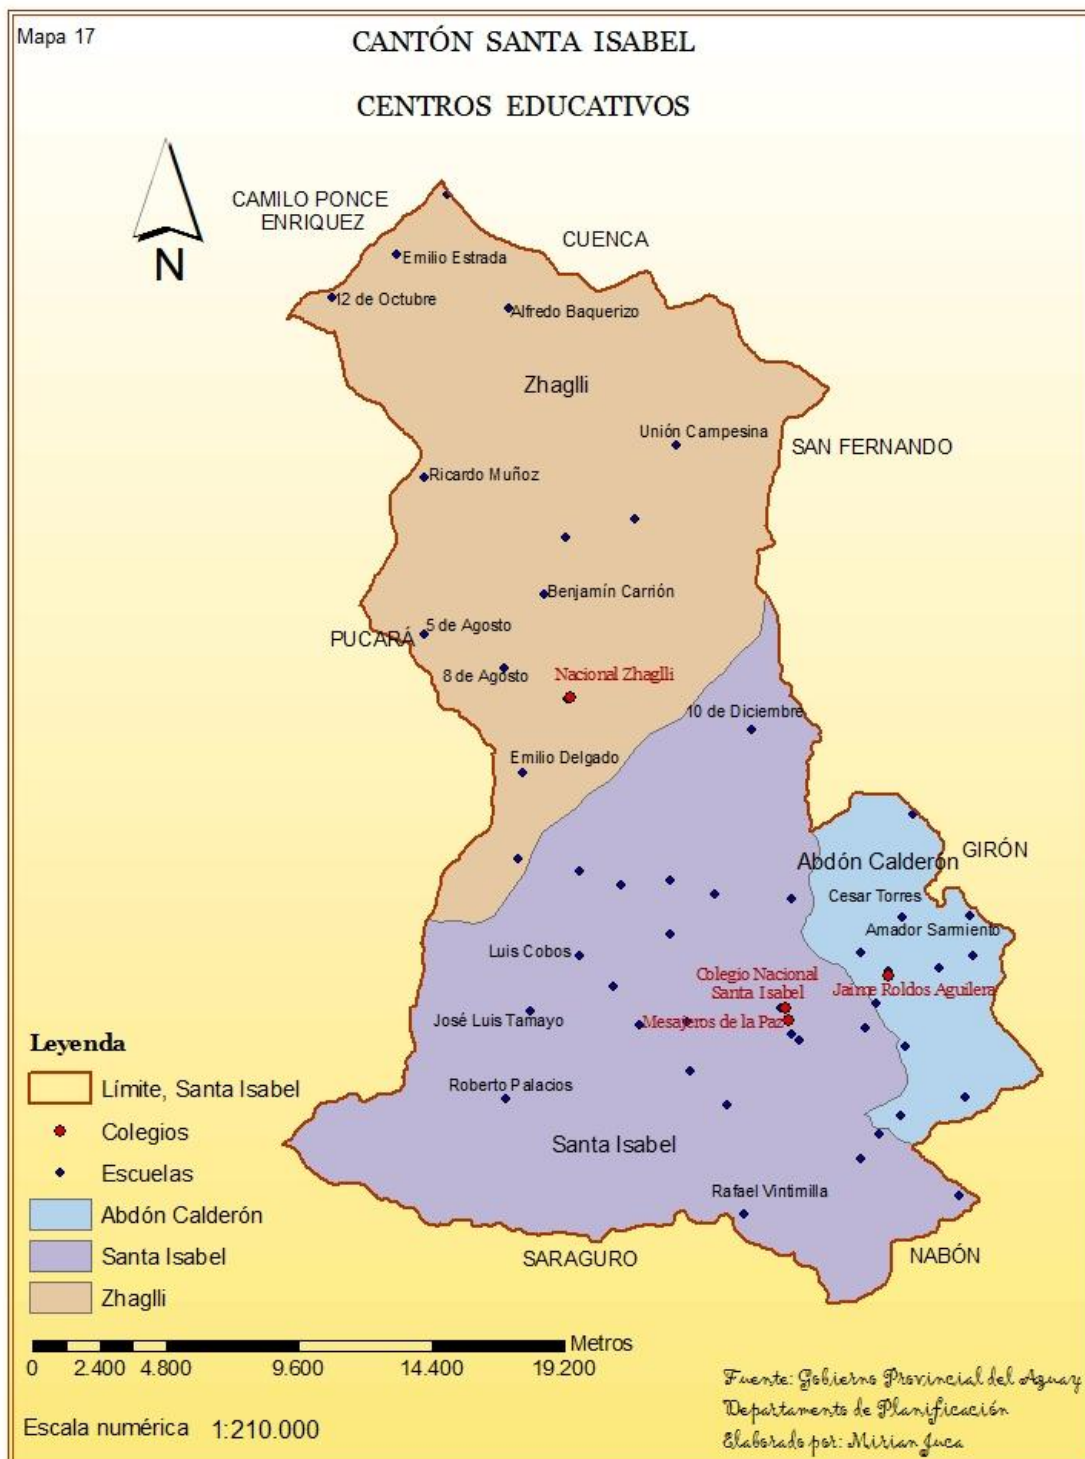 Mapa 17
CANTÓN SANTA ISABEL
CENTROS EDUCATIVOS
CAMILO PONCE
ENRIQUEZ
CUENCA
Emilio Estrada
12 de Octubre
Alfredo Baquerizo
Zhaglli
Unión Campesina
SAN FERNANDO
Ricardo Muñoz
Benjamín Carrión
5 de Agosto
PUCARÁ
8 de Agosto
Nacional Zhaglli
10 de Diciembre
Emilio Delgado
GIRÓN
Abdón Calderón
Cesar Torres
Amador Sarmiento
Luis Cobos
Colegio Nacional
Santa Isabel
Jaime Roldos Aguilera
José Luis Tamayo
Mesajeros de la Paz
Roberto Palacios
Santa Isabel
Rafael Vintimilla
SARAGURO
NABÓN
Leyenda
Límite, Santa Isabel
Colegios
Escuelas
Abdón Calderón
Santa Isabel
Zhaglli
Metros
0 2.400 4.800 9.600 14.400 19.200
Escala numérica 1:210.000
Fuente: Gobierno Provincial del Azuay
Departamento de Planificación
Elaborado por: Mirian Juca